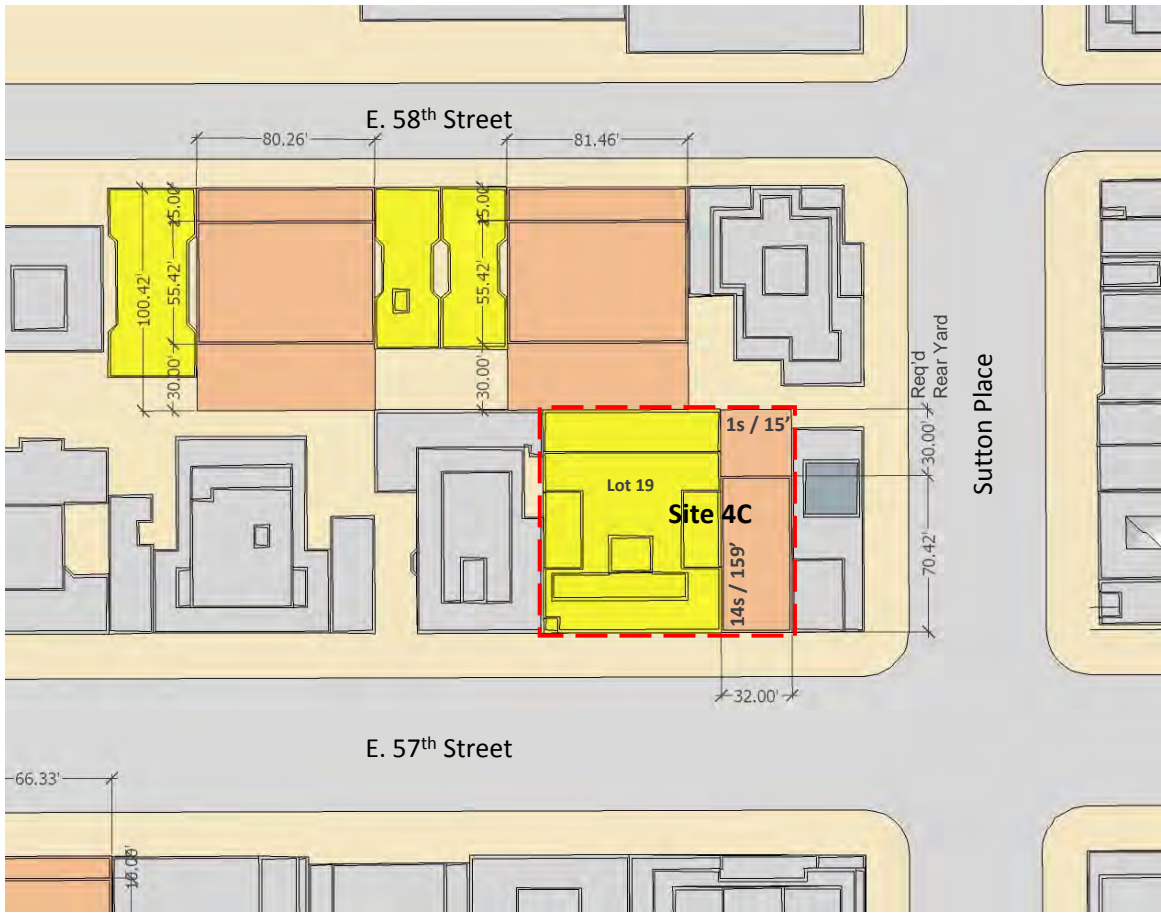 E. 58th Street
80.26'
81.46'
15.00'
15.00'
100.42'
55.42'
55.42'
30.00'
30.00'
Req'd
Rear Yard
Sutton Place
1s / 15'
30.00'
Lot 19
Site 4C
14s / 159'
70.42'
32.00'
E. 57th Street
66.33'